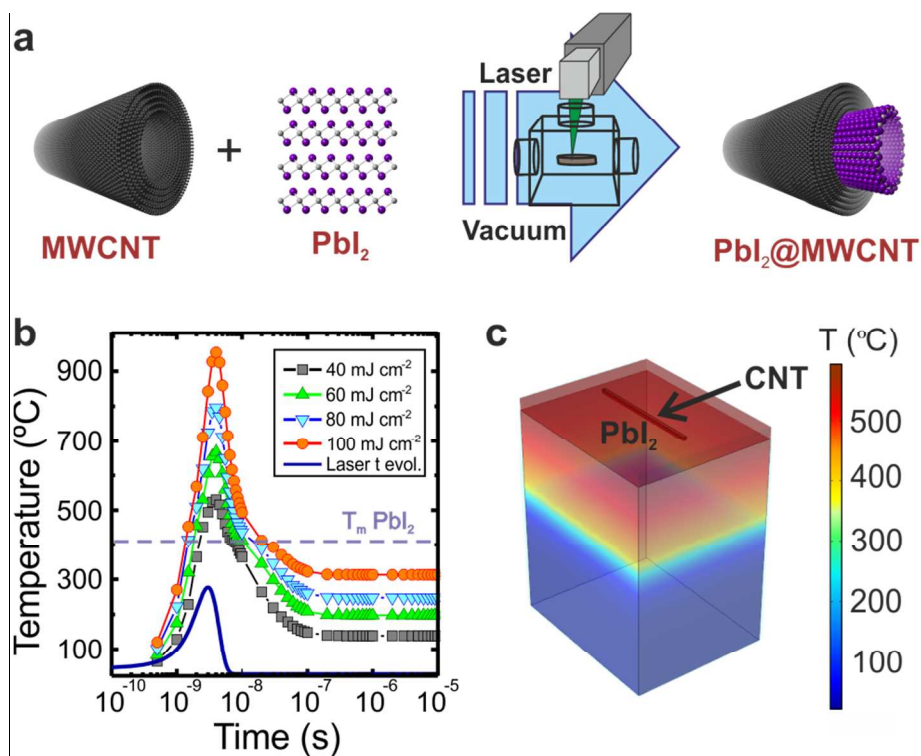 a
Laser
+
Vacuum
MWCNT
PbI₂
PbI₂@MWCNT
b
Temperature (ºC)
900
700
500
300
100
40 mJ cm⁻²
60 mJ cm⁻²
80 mJ cm⁻²
100 mJ cm⁻²
Laser t evol.
Tₘ PbI₂
10⁻¹⁰ 10⁻⁹ 10⁻⁸ 10⁻⁷ 10⁻⁶ 10⁻⁵
Time (s)
c
CNT
PbI₂
T (ºC)
500
400
300
200
100